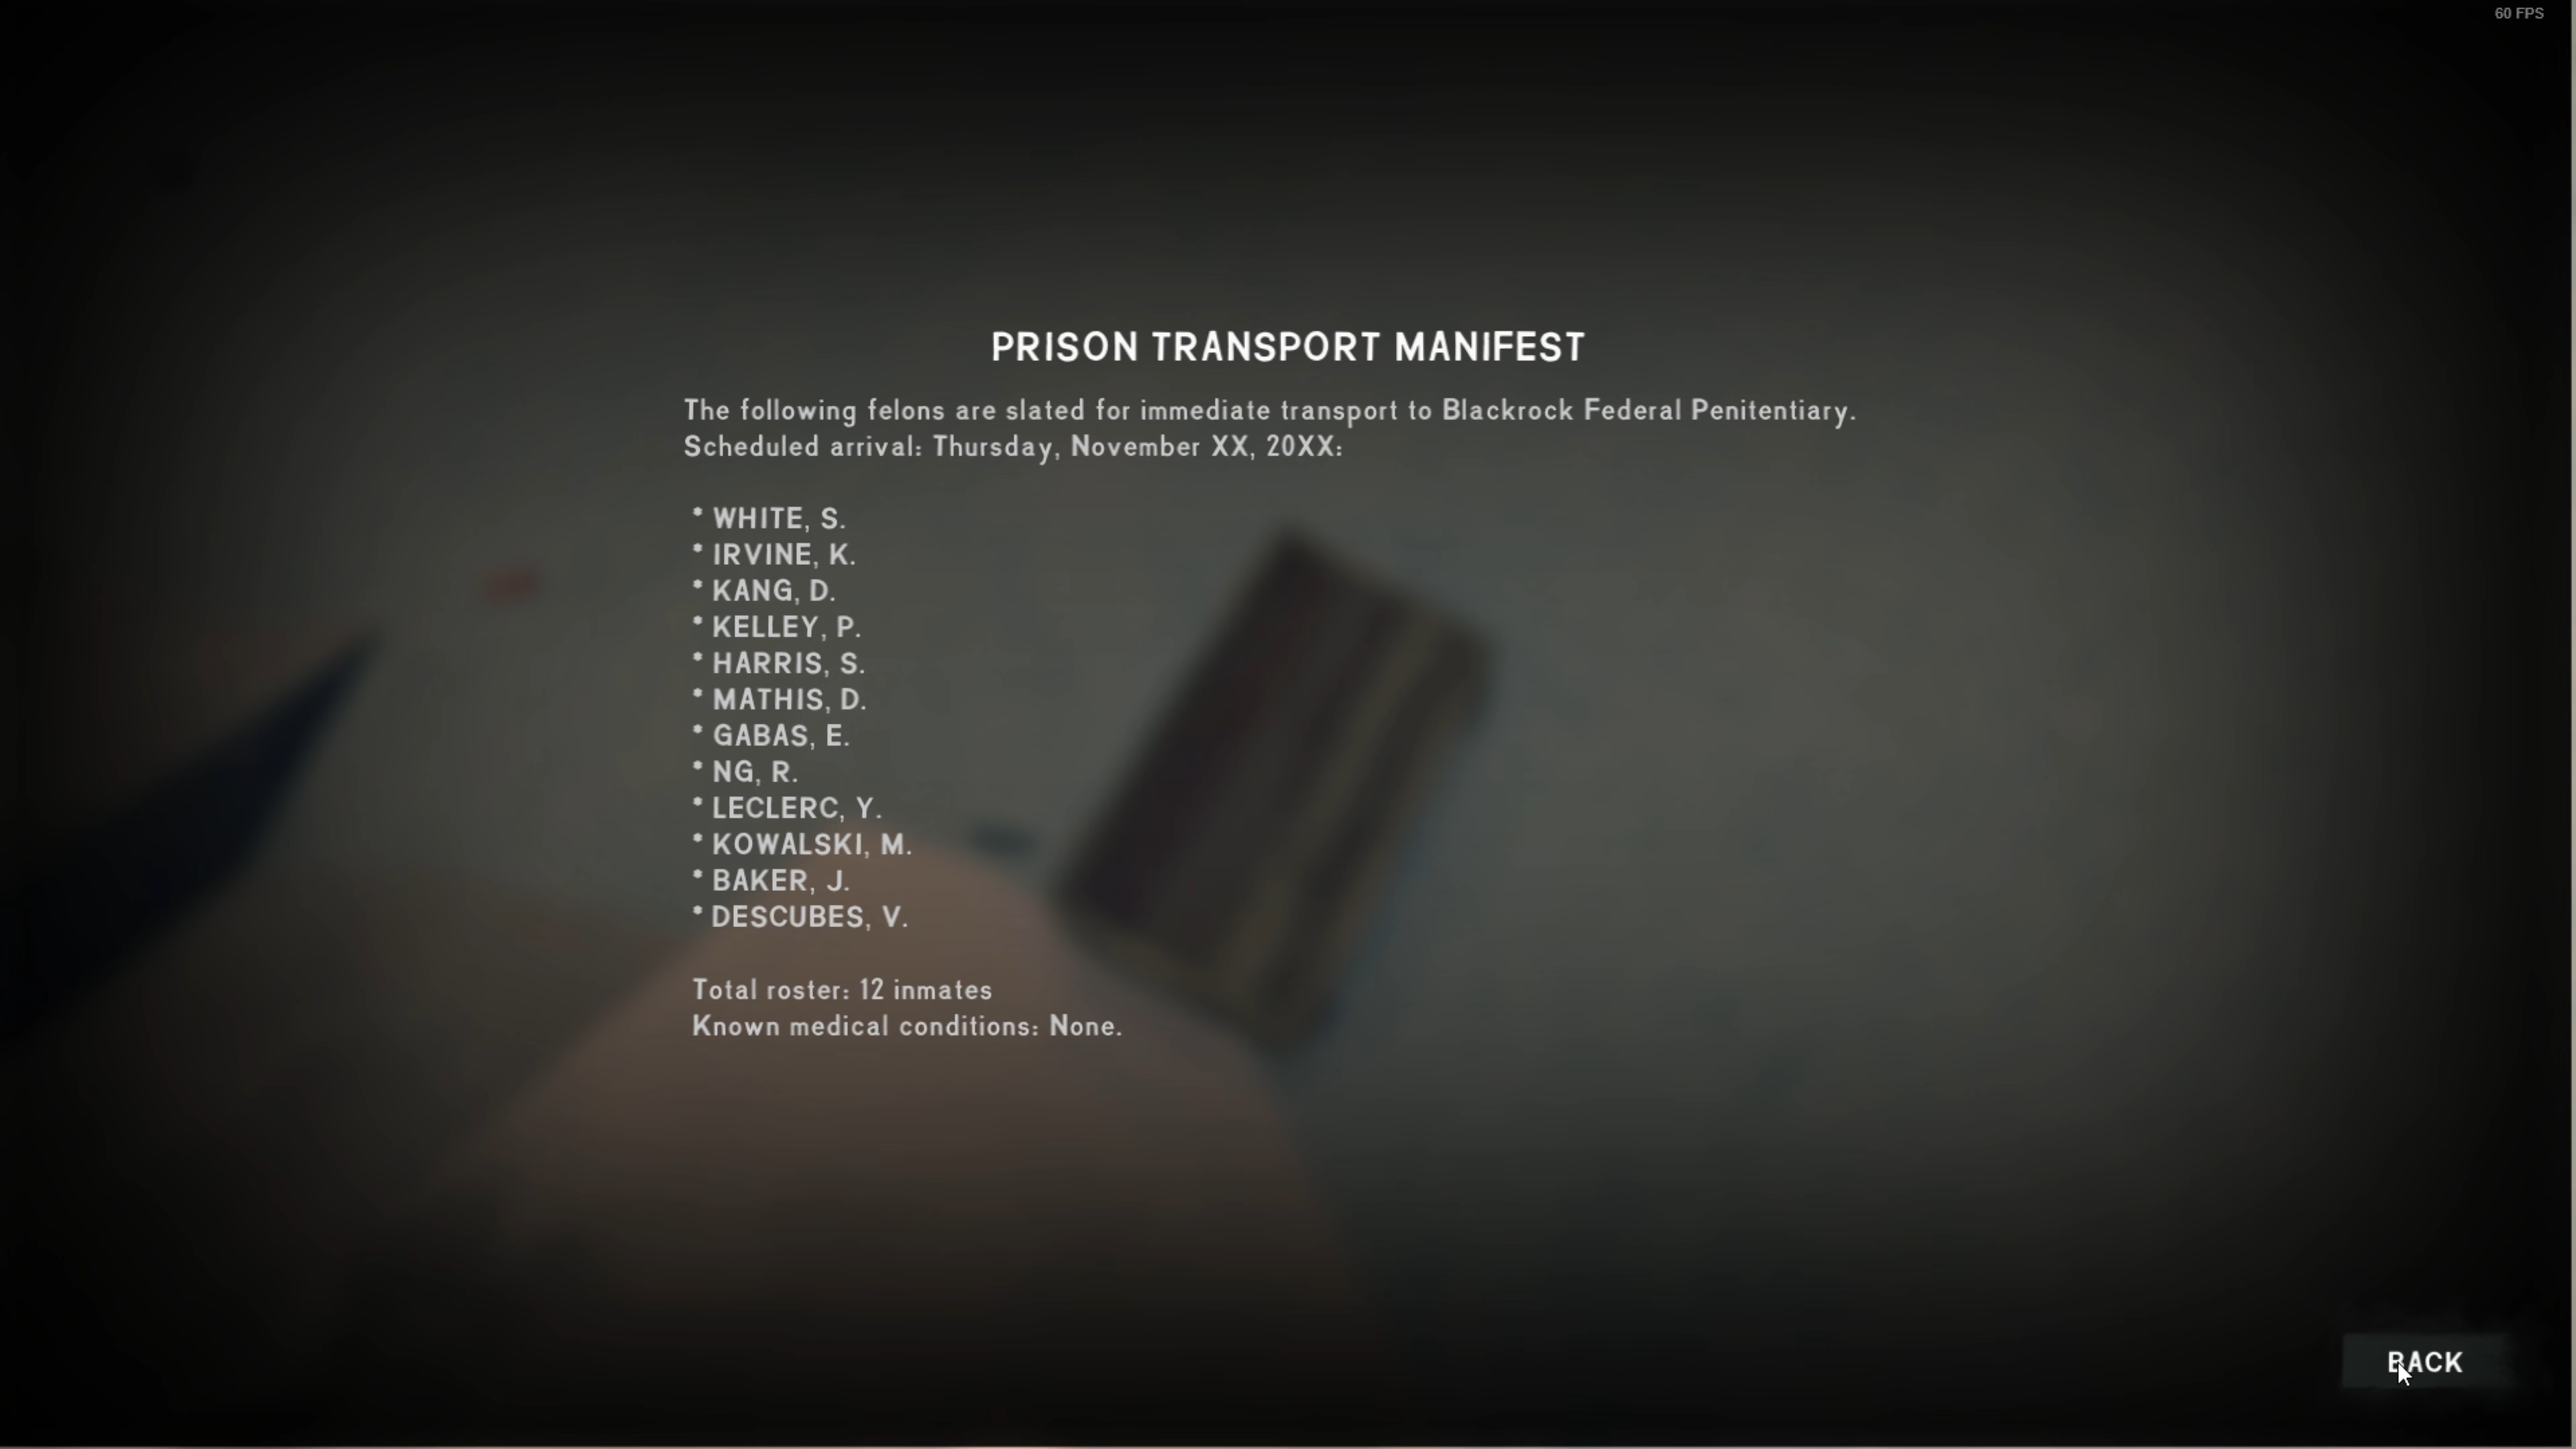 60 FPS
PRISON TRANSPORT MANIFEST
The following felons are slated for immediate transport to Blackrock Federal Penitentiary.
Scheduled arrival: Thursday, November XX, 20XX:
* WHITE, S.
* IRVINE, K.
* KANG, D.
* KELLEY, P.
* HARRIS, S.
* MATHIS, D.
* GABAS, E.
* NG, R.
* LECLERC, Y.
* KOWALSKI, M.
* BAKER, J.
* DESCUBES, V.
Total roster: 12 inmates
Known medical conditions: None.
BACK